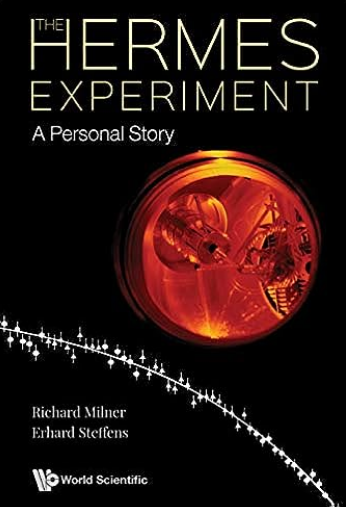 THE
HERMES
EXPERIMENT
A Personal Story
Richard Milner
Erhard Steffens
World Scientific